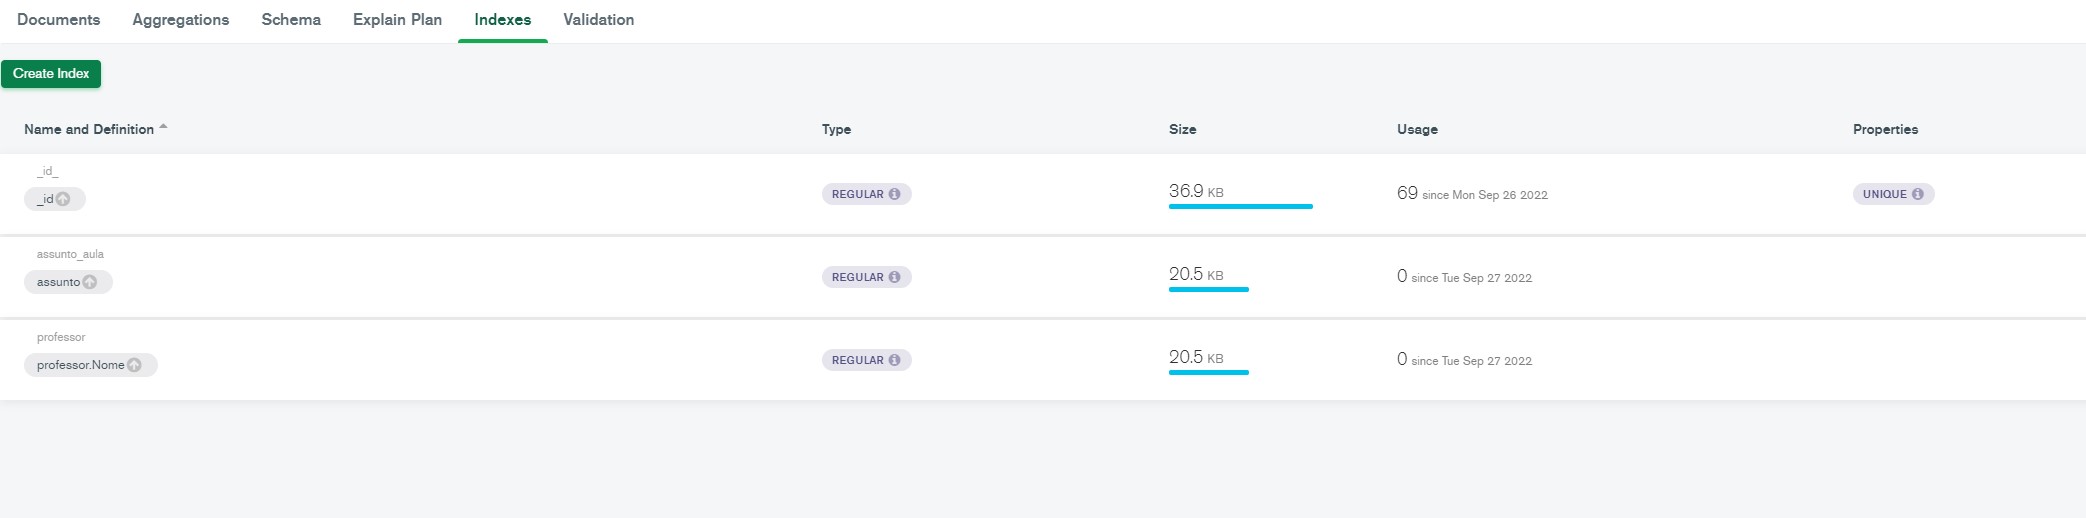 Documents Aggregations Schema Explain Plan Indexes Validation
Create Index
Name and Definition Type Size Usage Properties
_id_
_id REGULAR 36.9 KB 69 since Mon Sep 26 2022 UNIQUE
assunto_aula
assunto REGULAR 20.5 KB 0 since Tue Sep 27 2022
professor
professor.Nome REGULAR 20.5 KB 0 since Tue Sep 27 2022